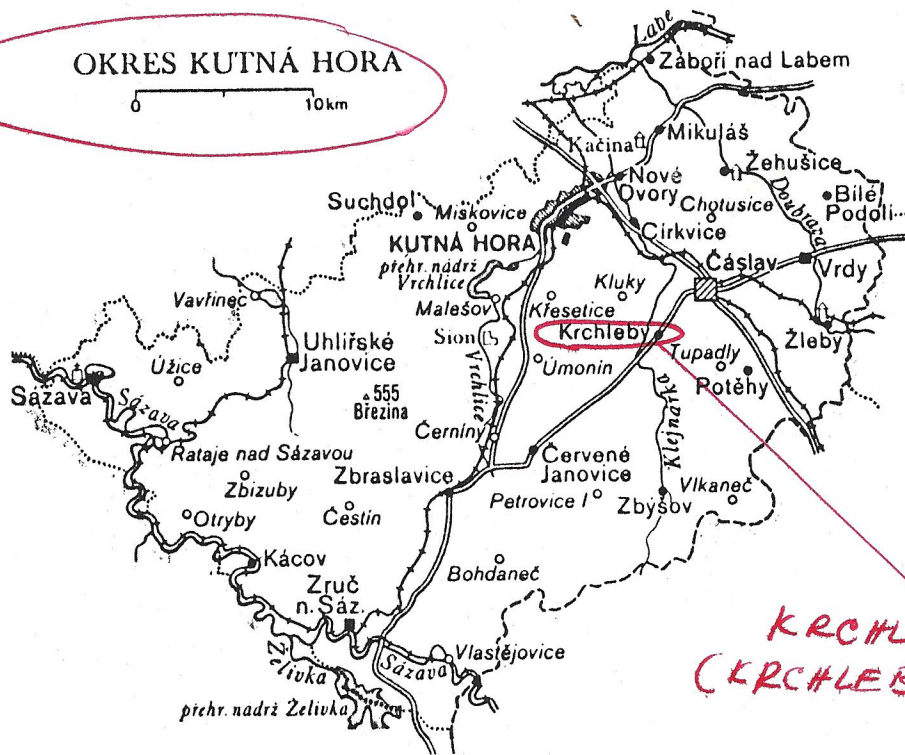 OKRES KUTNÁ HORA
0 10km
Labe
Záboří nad Labem
Mikuláš
Kačina
Žehušice
Nové
Dvory
Doubrava
Bílé
Podolí
Chotusice
Suchdol
Miškovice
Církvice
KUTNÁ HORA
přehr. nádrž
Vrchlice
Čáslav
Vrdy
Kluky
Vavřinec
Malešov
Křesetice
Krchleby
Žleby
Sion
Uhlířské
Janovice
Vrchlice
Úmonín
Tupadly
Potěhy
Úžice
Sázava
Sázava
555
Březina
Klejnarka
Černíny
Rataje nad Sázavou
Zbraslavice
Červené
Janovice
Zbizuby
Petrovice I
Vlkaneč
Zbýšov
Otryby
Čestín
Kácov
Bohdaneč
Zruč
n. Sáz.
Vlastějovice
Sázava
Želivka
přehr. nádrž Želivka
KRCHL
(KRCHLEB